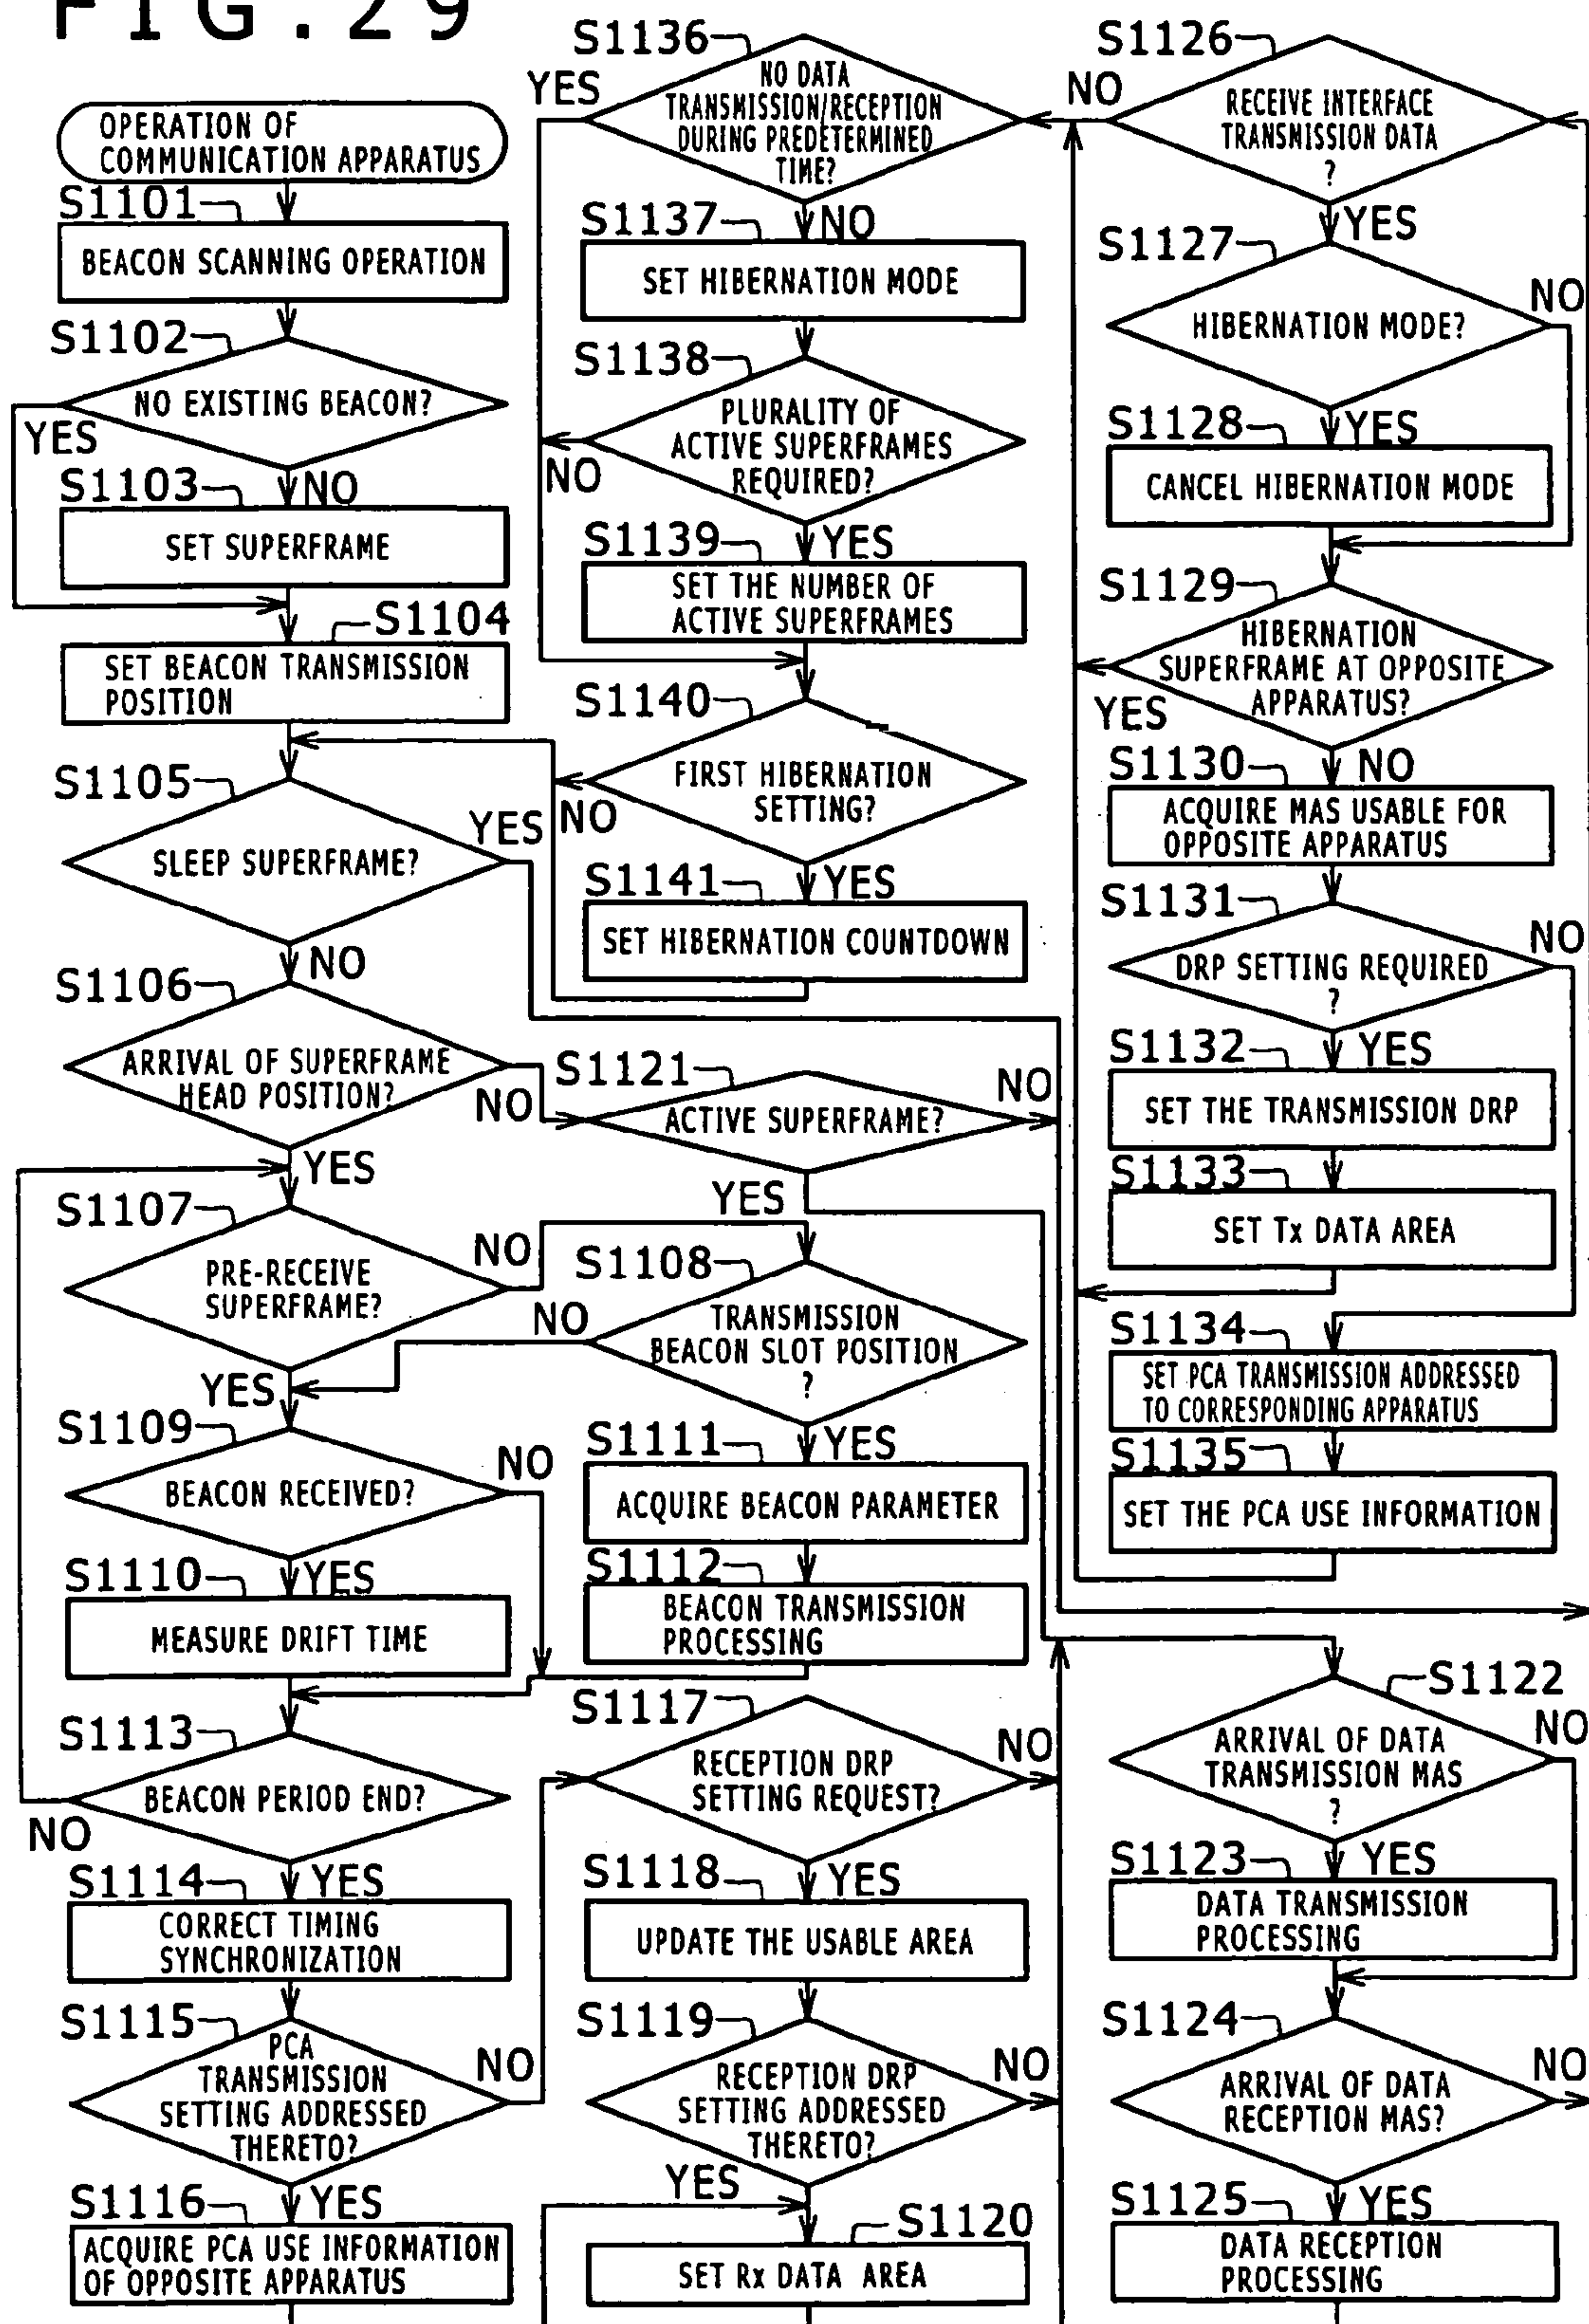 FIG.29
OPERATION OF
COMMUNICATION APPARATUS
S1101
BEACON SCANNING OPERATION
S1102
NO EXISTING BEACON?
YES
NO
S1103
SET SUPERFRAME
S1104
SET BEACON TRANSMISSION
POSITION
S1105
SLEEP SUPERFRAME?
YES
NO
S1106
ARRIVAL OF SUPERFRAME
HEAD POSITION?
NO
YES
S1107
PRE-RECEIVE
SUPERFRAME?
NO
YES
S1109
BEACON RECEIVED?
NO
YES
S1110
MEASURE DRIFT TIME
S1113
BEACON PERIOD END?
NO
YES
S1114
CORRECT TIMING
SYNCHRONIZATION
S1115
PCA
TRANSMISSION
SETTING ADDRESSED
THERETO?
NO
YES
S1116
ACQUIRE PCA USE INFORMATION
OF OPPOSITE APPARATUS
S1136
NO DATA
TRANSMISSION/RECEPTION
DURING PREDETERMINED
TIME?
YES
NO
S1137
SET HIBERNATION MODE
S1138
PLURALITY OF
ACTIVE SUPERFRAMES
REQUIRED?
NO
YES
S1139
SET THE NUMBER OF
ACTIVE SUPERFRAMES
S1140
FIRST HIBERNATION
SETTING?
NO
YES
S1141
SET HIBERNATION COUNTDOWN
S1121
ACTIVE SUPERFRAME?
NO
YES
S1108
TRANSMISSION
BEACON SLOT POSITION
?
NO
YES
S1111
ACQUIRE BEACON PARAMETER
S1112
BEACON TRANSMISSION
PROCESSING
S1117
RECEPTION DRP
SETTING REQUEST?
NO
YES
S1118
UPDATE THE USABLE AREA
S1119
RECEPTION DRP
SETTING ADDRESSED
THERETO?
NO
YES
S1120
SET Rx DATA AREA
S1126
RECEIVE INTERFACE
TRANSMISSION DATA
?
NO
YES
S1127
HIBERNATION MODE?
NO
YES
S1128
CANCEL HIBERNATION MODE
S1129
HIBERNATION
SUPERFRAME AT OPPOSITE
APPARATUS?
YES
NO
S1130
ACQUIRE MAS USABLE FOR
OPPOSITE APPARATUS
S1131
DRP SETTING REQUIRED
?
NO
YES
S1132
SET THE TRANSMISSION DRP
S1133
SET Tx DATA AREA
S1134
SET PCA TRANSMISSION ADDRESSED
TO CORRESPONDING APPARATUS
S1135
SET THE PCA USE INFORMATION
S1122
ARRIVAL OF DATA
TRANSMISSION MAS
?
NO
YES
S1123
DATA TRANSMISSION
PROCESSING
S1124
ARRIVAL OF DATA
RECEPTION MAS?
NO
YES
S1125
DATA RECEPTION
PROCESSING